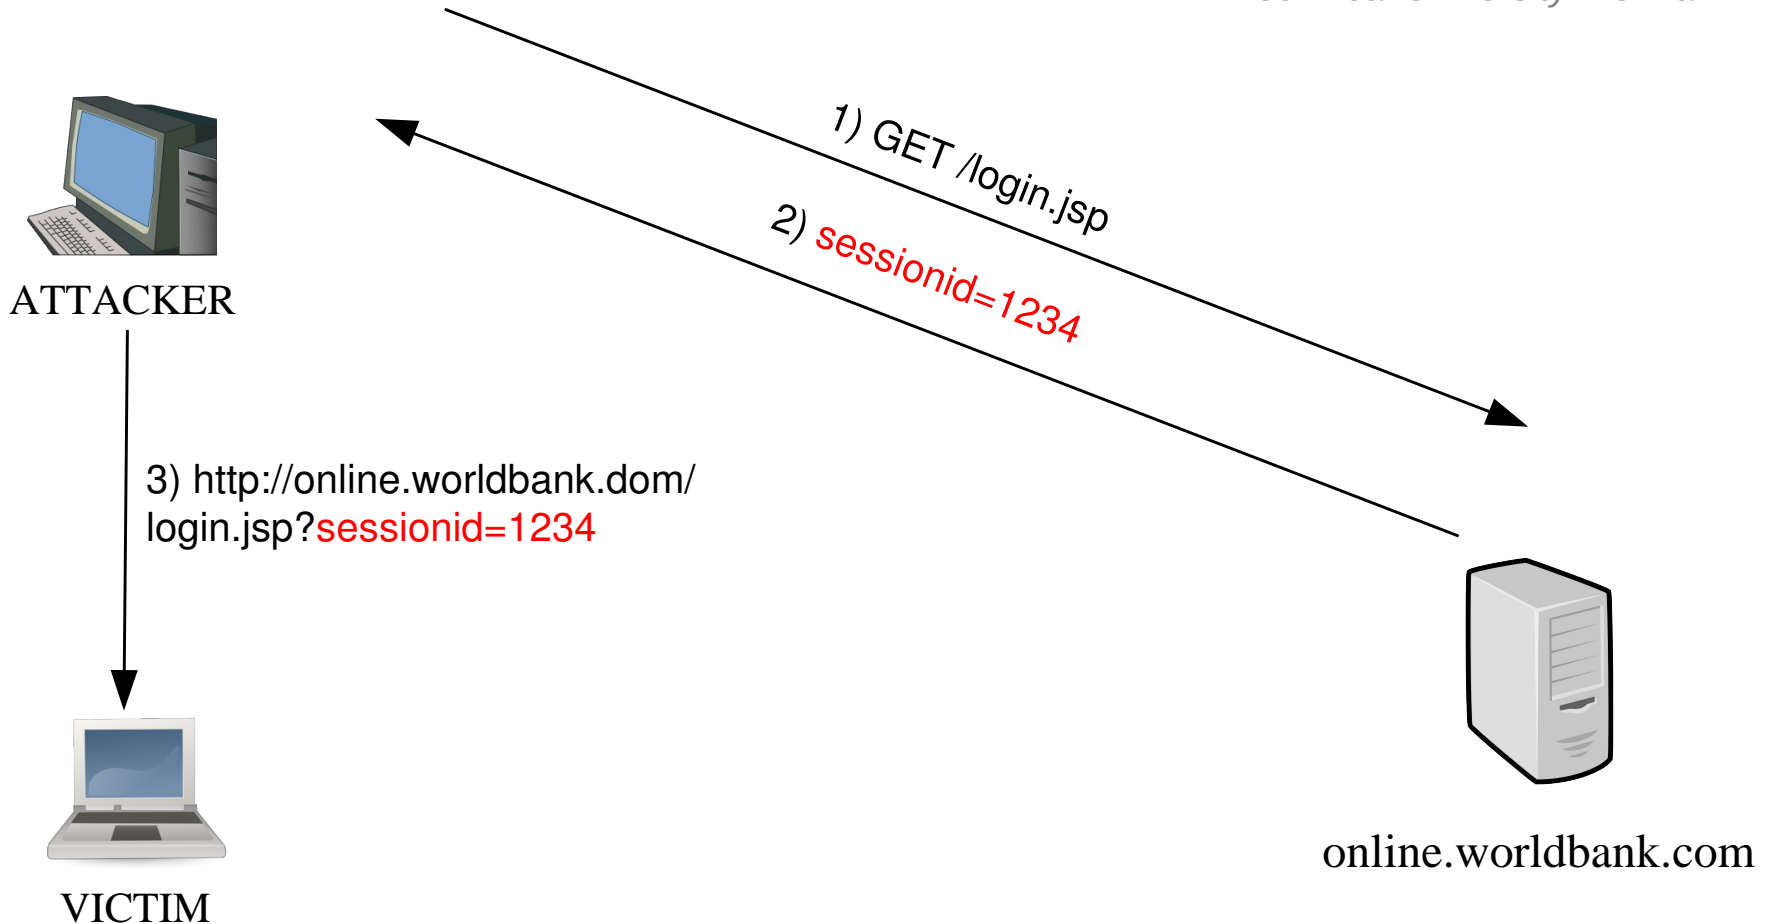 1) GET /login.jsp
2) sessionid=1234
ATTACKER
3) http://online.worldbank.dom/
login.jsp?sessionid=1234
online.worldbank.com
VICTIM